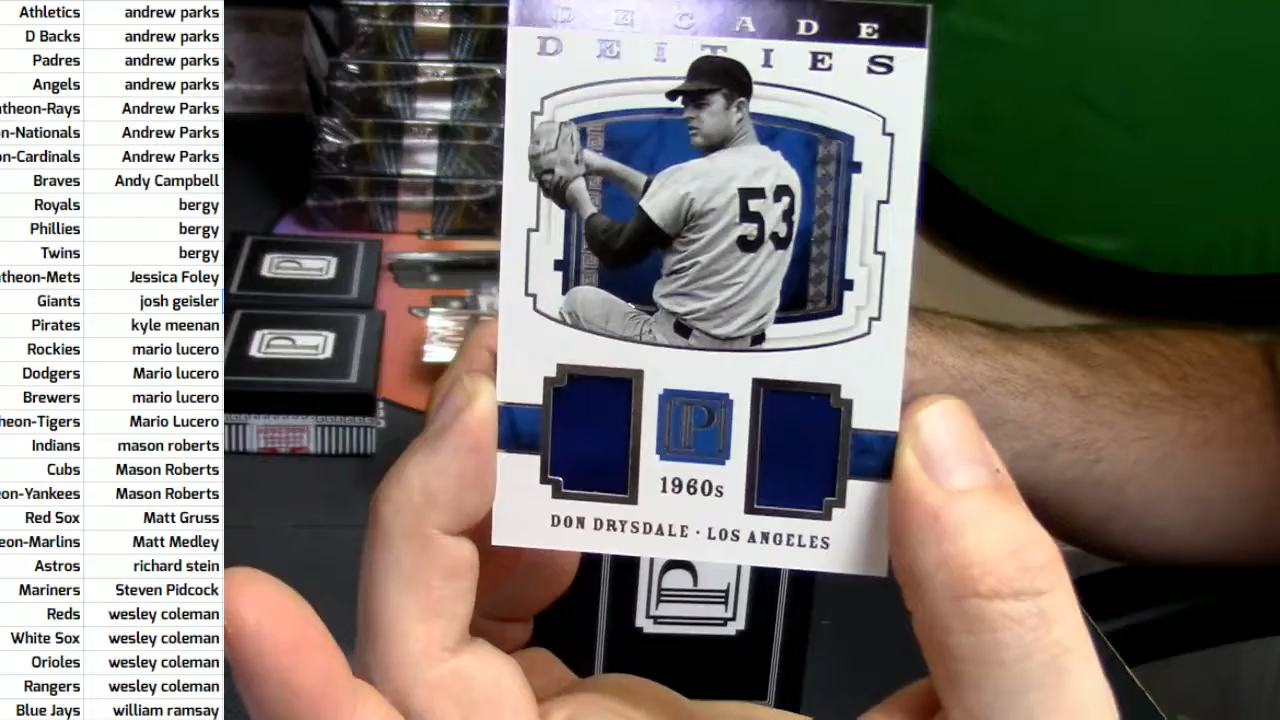 Athletics andrew parks
D Backs andrew parks
Padres andrew parks
Angels andrew parks
theon-Rays Andrew Parks
n-Nationals Andrew Parks
on-Cardinals Andrew Parks
Braves Andy Campbell
Royals bergy
Phillies bergy
Twins bergy
theon-Mets Jessica Foley
Giants josh geisler
Pirates kyle meenan
Rockies mario lucero
Dodgers Mario lucero
Brewers mario lucero
heon-Tigers Mario Lucero
Indians mason roberts
Cubs Mason Roberts
eon-Yankees Mason Roberts
Red Sox Matt Gruss
eon-Marlins Matt Medley
Astros richard stein
Mariners Steven Pidcock
Reds wesley coleman
White Sox wesley coleman
Orioles wesley coleman
Rangers wesley coleman
Blue Jays william ramsay
DECADE
DEITIES
53
P
1960s
DON DRYSDALE · LOS ANGELES
P
P
P